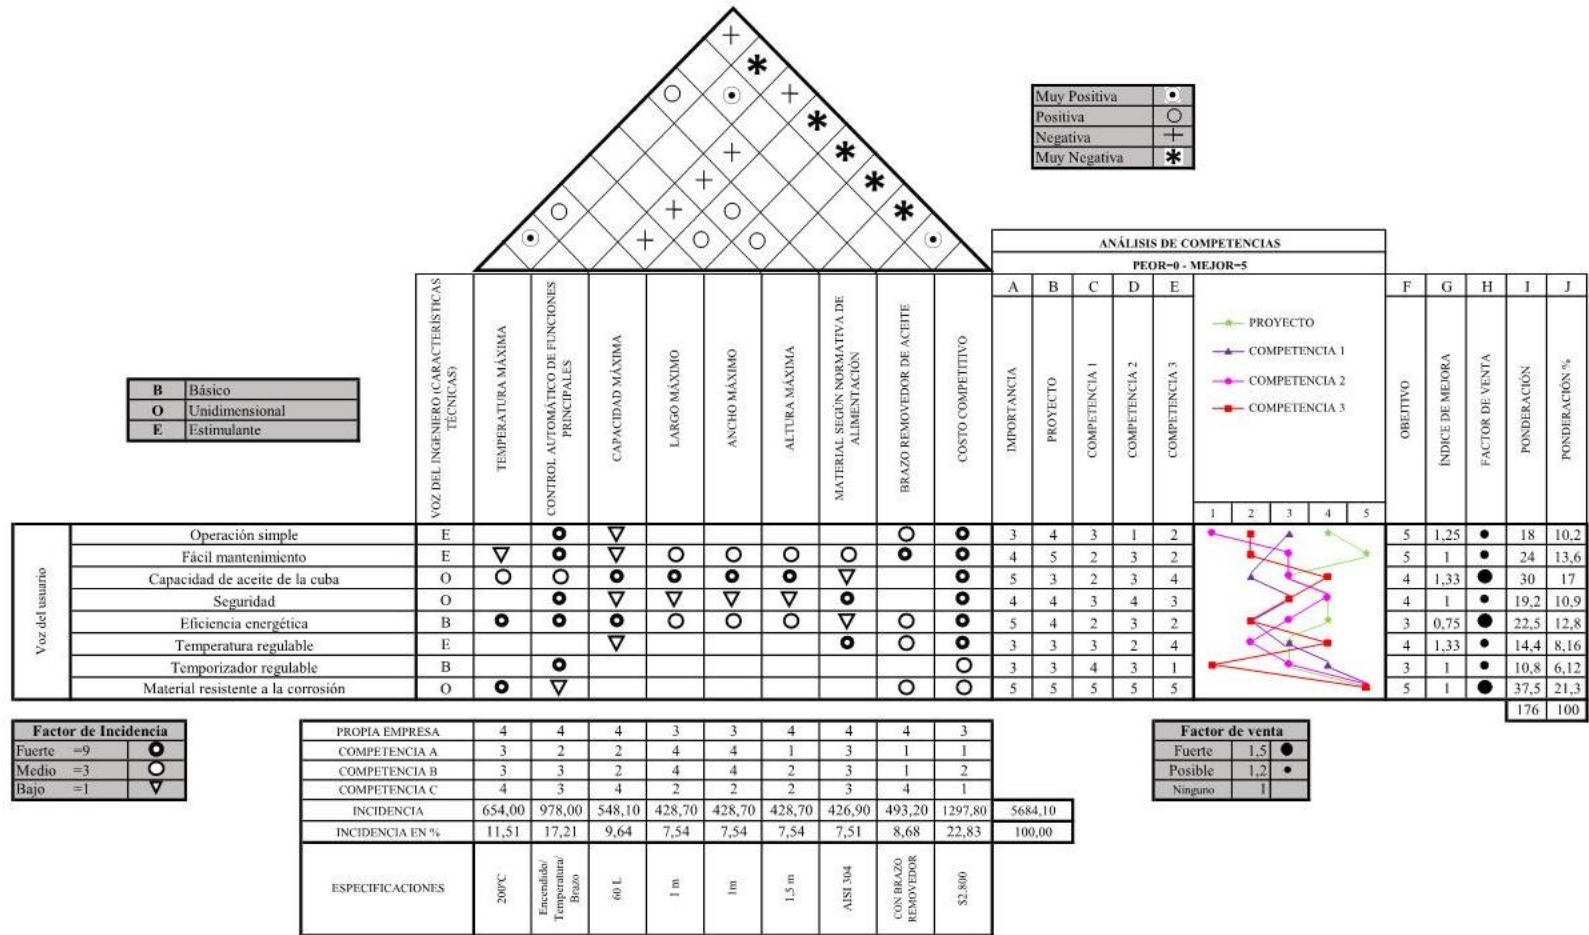 Muy Positiva
Positiva
Negativa
Muy Negativa
ANÁLISIS DE COMPETENCIAS
PEOR=0 - MEJOR=5
B Básico
O Unidimensional
E Estimulante
VOZ DEL INGENIERO (CARACTERÍSTICAS TÉCNICAS)
TEMPERATURA MÁXIMA
CONTROL AUTOMÁTICO DE FUNCIONES PRINCIPALES
CAPACIDAD MÁXIMA
LARGO MÁXIMO
ANCHO MÁXIMO
ALTURA MÁXIMA
MATERIAL SEGUN NORMATIVA DE ALIMENTACIÓN
BRAZO REMOVEDOR DE ACEITE
COSTO COMPETITIVO
A B C D E
IMPORTANCIA
PROYECTO
COMPETENCIA 1
COMPETENCIA 2
COMPETENCIA 3
PROYECTO
COMPETENCIA 1
COMPETENCIA 2
COMPETENCIA 3
1 2 3 4 5
F G H I J
OBEJTIVO
ÍNDICE DE MEJORA
FACTOR DE VENTA
PONDERACIÓN
PONDERACIÓN %
Voz del usuario
Operación simple E 3 4 3 1 2 5 1,25 18 10,2
Fácil mantenimiento E 4 5 2 3 2 5 1 24 13,6
Capacidad de aceite de la cuba O 5 3 2 3 4 4 1,33 30 17
Seguridad O 4 4 3 4 3 4 1 19,2 10,9
Eficiencia energética B 5 4 2 3 2 3 0,75 22,5 12,8
Temperatura regulable E 3 3 3 2 4 4 1,33 14,4 8,16
Temporizador regulable B 3 3 4 3 1 3 1 10,8 6,12
Material resistente a la corrosión O 5 5 5 5 5 5 1 37,5 21,3
176 100
Factor de Incidencia
Fuerte =9
Medio =3
Bajo =1
PROPIA EMPRESA 4 4 4 3 3 4 4 4 3
COMPETENCIA A 3 2 2 4 4 1 3 1 1
COMPETENCIA B 3 3 2 4 4 2 3 1 2
COMPETENCIA C 4 3 4 2 2 2 3 4 1
INCIDENCIA 654,00 978,00 548,10 428,70 428,70 428,70 426,90 493,20 1297,80 5684,10
INCIDENCIA EN % 11,51 17,21 9,64 7,54 7,54 7,54 7,51 8,68 22,83 100,00
ESPECIFICACIONES
200ºC
Encendido/ Temperatura/ Brazo
60 L
1 m
1m
1,5 m
AISI 304
CON BRAZO REMOVEDOR
$2.800
Factor de venta
Fuerte 1,5
Posible 1,2
Ninguno 1